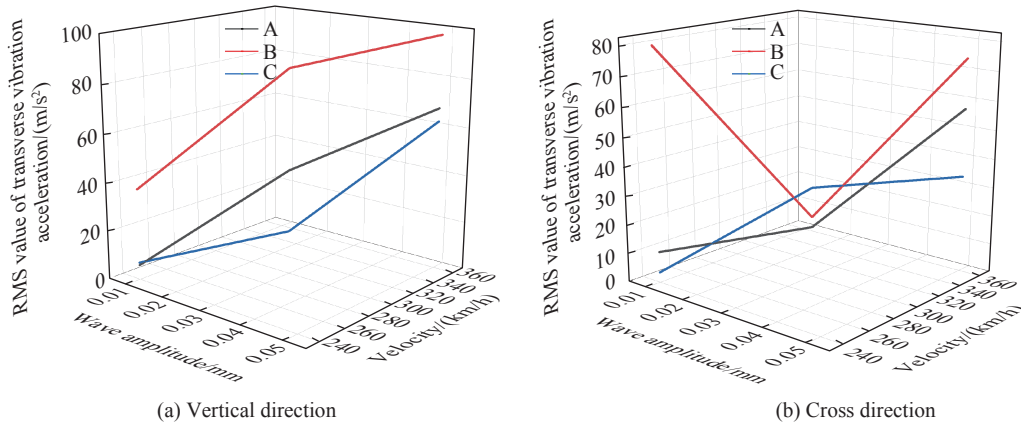 RMS value of transverse vibration
acceleration/(m/s²)
100
80
60
40
20
0
A
B
C
0.01
0.02
0.03
0.04
0.05
Wave amplitude/mm
240
260
280
300
320
340
360
Velocity/(km/h)
(a) Vertical direction
RMS value of transverse vibration
acceleration/(m/s²)
80
70
60
50
40
30
20
10
0
A
B
C
0.01
0.02
0.03
0.04
0.05
Wave amplitude/mm
240
260
280
300
320
340
360
Velocity/(km/h)
(b) Cross direction